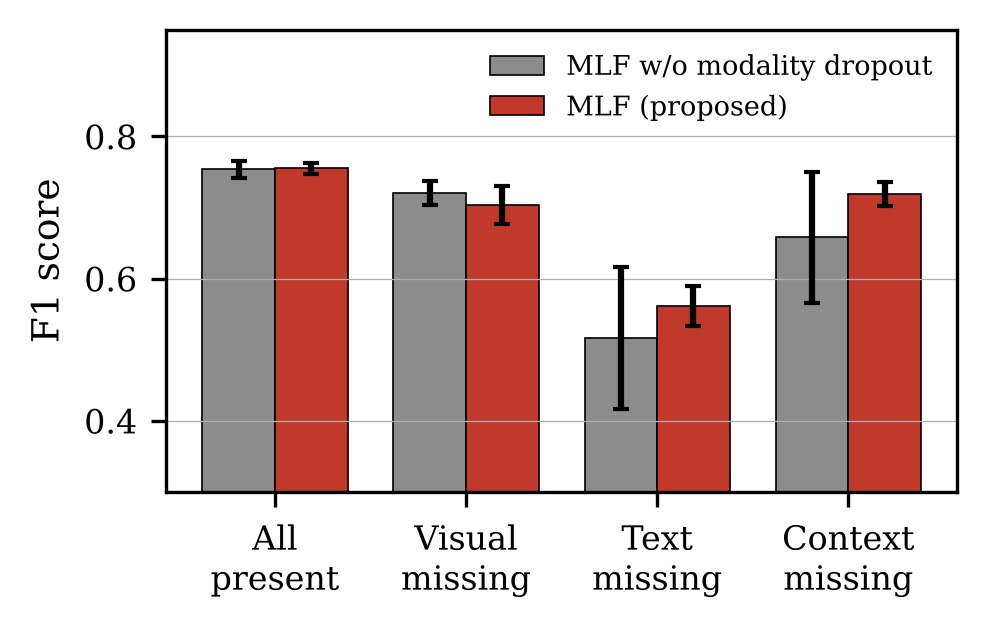 MLF w/o modality dropout
MLF (proposed)
F1 score
0.8
0.6
0.4
All present
Visual missing
Text missing
Context missing